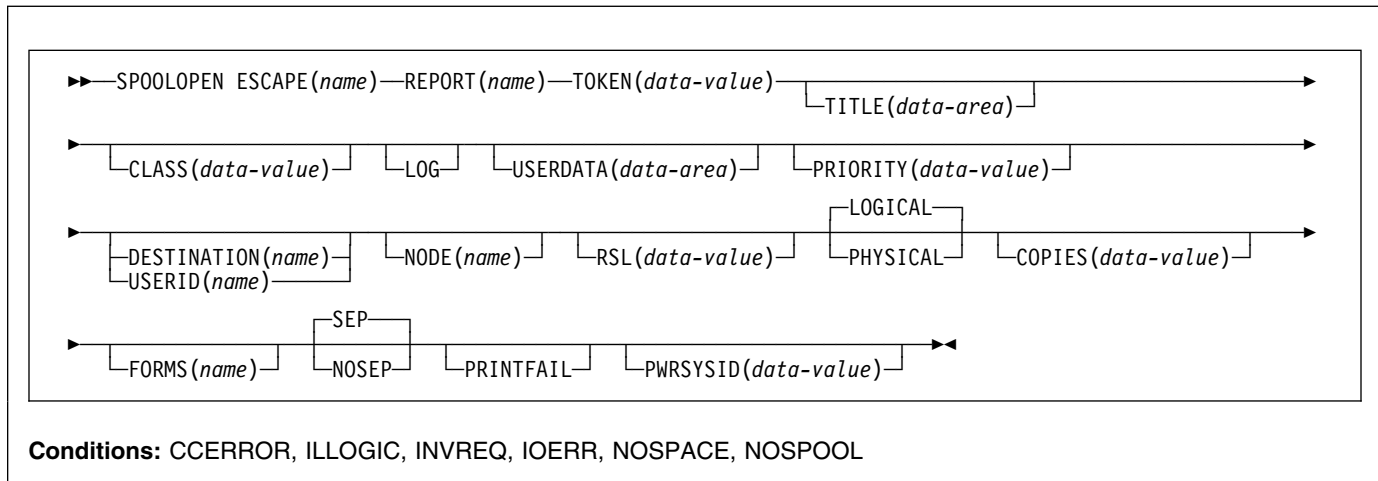 SPOOLOPEN ESCAPE(name) REPORT(name) TOKEN(data-value)
TITLE(data-area)
CLASS(data-value) LOG USERDATA(data-area) PRIORITY(data-value)
LOGICAL
DESTINATION(name) NODE(name) RSL(data-value) PHYSICAL COPIES(data-value)
USERID(name)
SEP
FORMS(name) NOSEP PRINTFAIL PWRSYSID(data-value)
Conditions: CCERROR, ILLOGIC, INVREQ, IOERR, NOSPACE, NOSPOOL